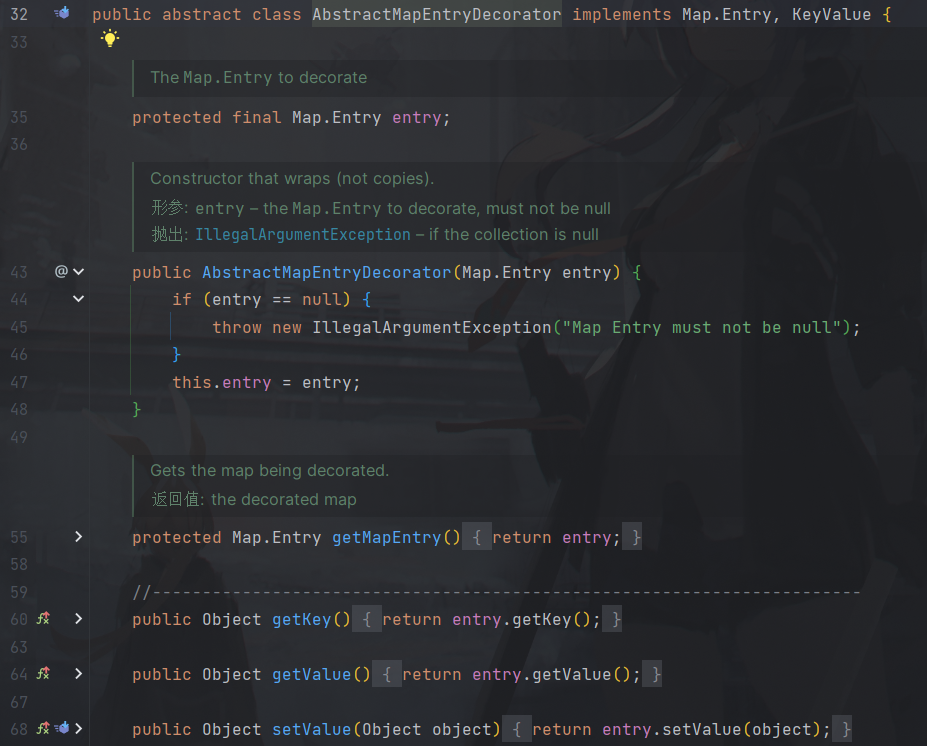 32 public abstract class AbstractMapEntryDecorator implements Map.Entry, KeyValue {
33
The Map.Entry to decorate
35 protected final Map.Entry entry;
36
Constructor that wraps (not copies).
形参: entry – the Map.Entry to decorate, must not be null
抛出: IllegalArgumentException – if the collection is null
43 @ public AbstractMapEntryDecorator(Map.Entry entry) {
44 if (entry == null) {
45 throw new IllegalArgumentException("Map Entry must not be null");
46 }
47 this.entry = entry;
48 }
49
Gets the map being decorated.
返回值: the decorated map
55 protected Map.Entry getMapEntry() { return entry; }
58
59 //-----------------------------------------------------------------------
60 public Object getKey() { return entry.getKey(); }
63
64 public Object getValue() { return entry.getValue(); }
67
68 public Object setValue(Object object) { return entry.setValue(object); }